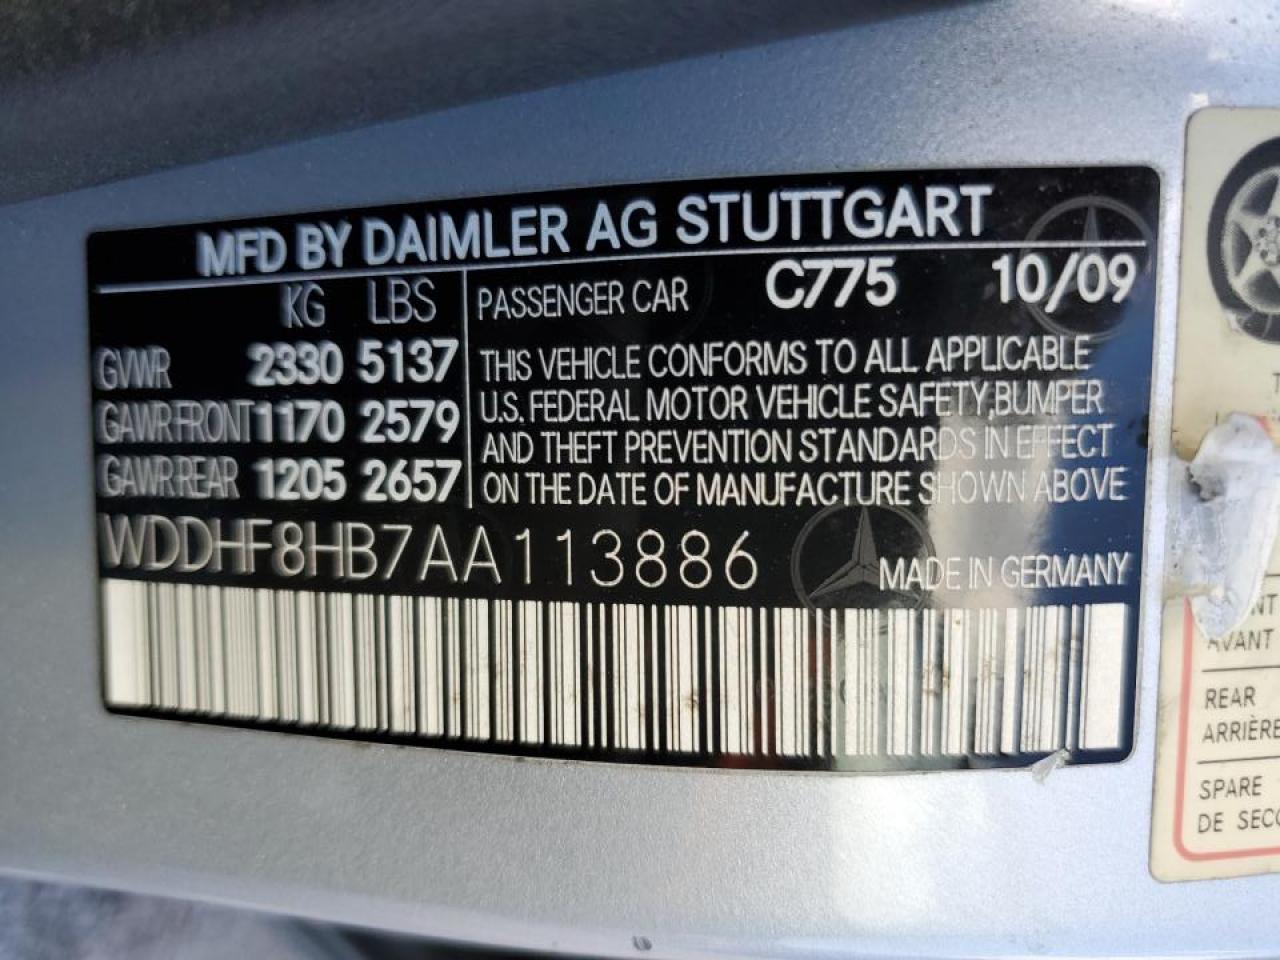 MFD BY DAIMLER AG STUTTGART
KG LBS
GVWR 2330 5137
GAWR FRONT 1170 2579
GAWR REAR 1205 2657
PASSENGER CAR C775 10/09
THIS VEHICLE CONFORMS TO ALL APPLICABLE
U.S. FEDERAL MOTOR VEHICLE SAFETY, BUMPER
AND THEFT PREVENTION STANDARDS IN EFFECT
ON THE DATE OF MANUFACTURE SHOWN ABOVE
WDDHF8HB7AA113886
MADE IN GERMANY
AVANT
REAR
ARRIÈRE
SPARE
DE